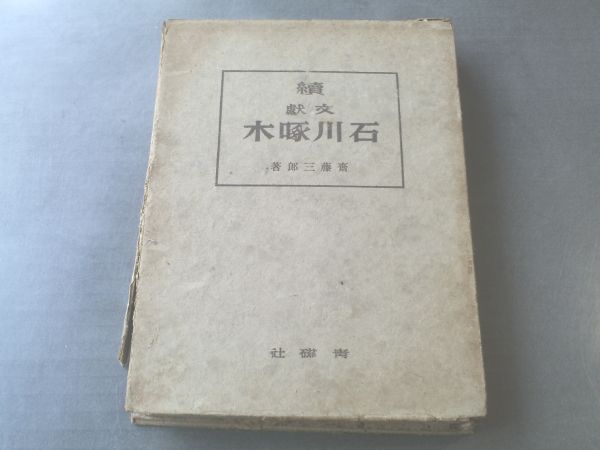 續
文獻
石川啄木
齋藤三郎著
青磁社